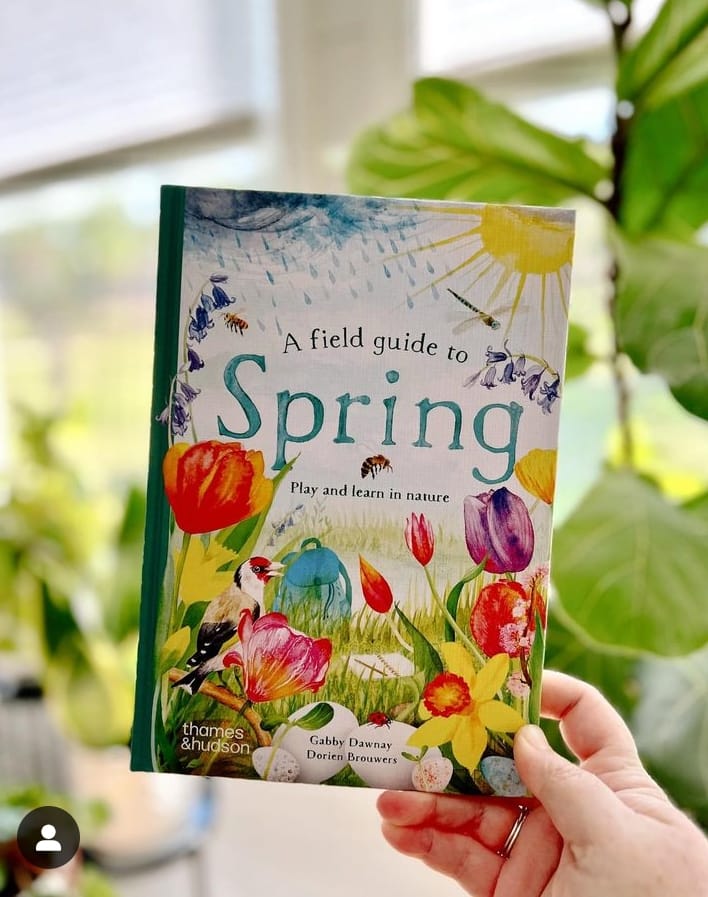 A field guide to
Spring
Play and learn in nature
thames
&hudson
Gabby Dawnay
Dorien Brouwers